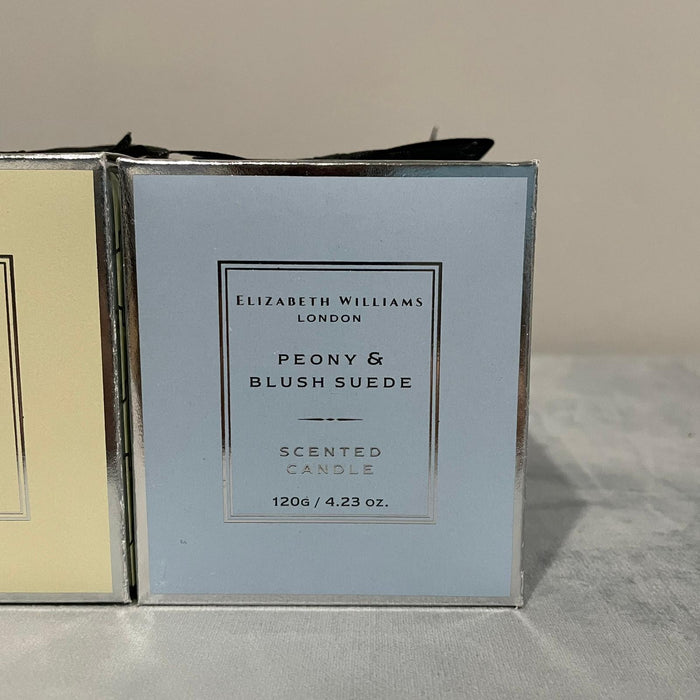 Elizabeth Williams
LONDON
PEONY &
BLUSH SUEDE
SCENTED
CANDLE
120G / 4.23 OZ.